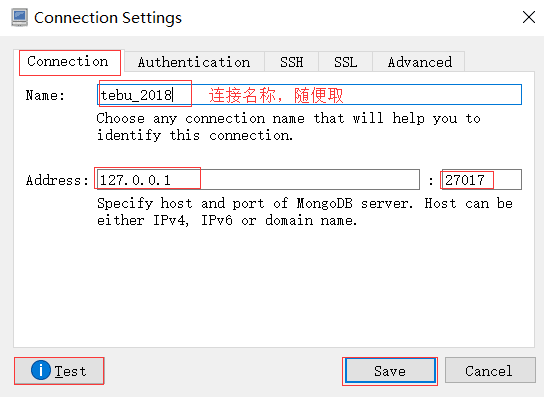 Connection Settings
Connection Authentication SSH SSL Advanced
Name: tebu_2018 连接名称，随便取
Choose any connection name that will help you to
identify this connection.
Address: 127.0.0.1 : 27017
Specify host and port of MongoDB server. Host can be
either IPv4, IPv6 or domain name.
Test Save Cancel